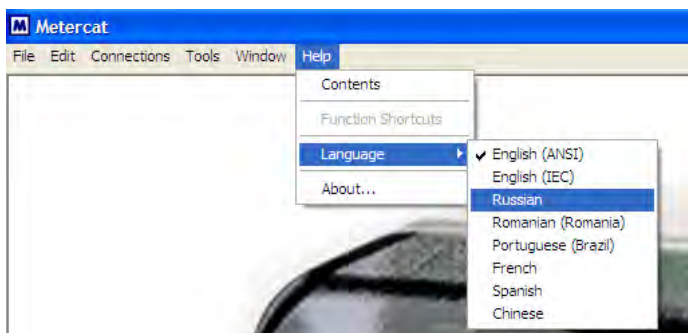 M Metercat
File Edit Connections Tools Window Help
Contents
Function Shortcuts
Language
About...
English (ANSI)
English (IEC)
Russian
Romanian (Romania)
Portuguese (Brazil)
French
Spanish
Chinese